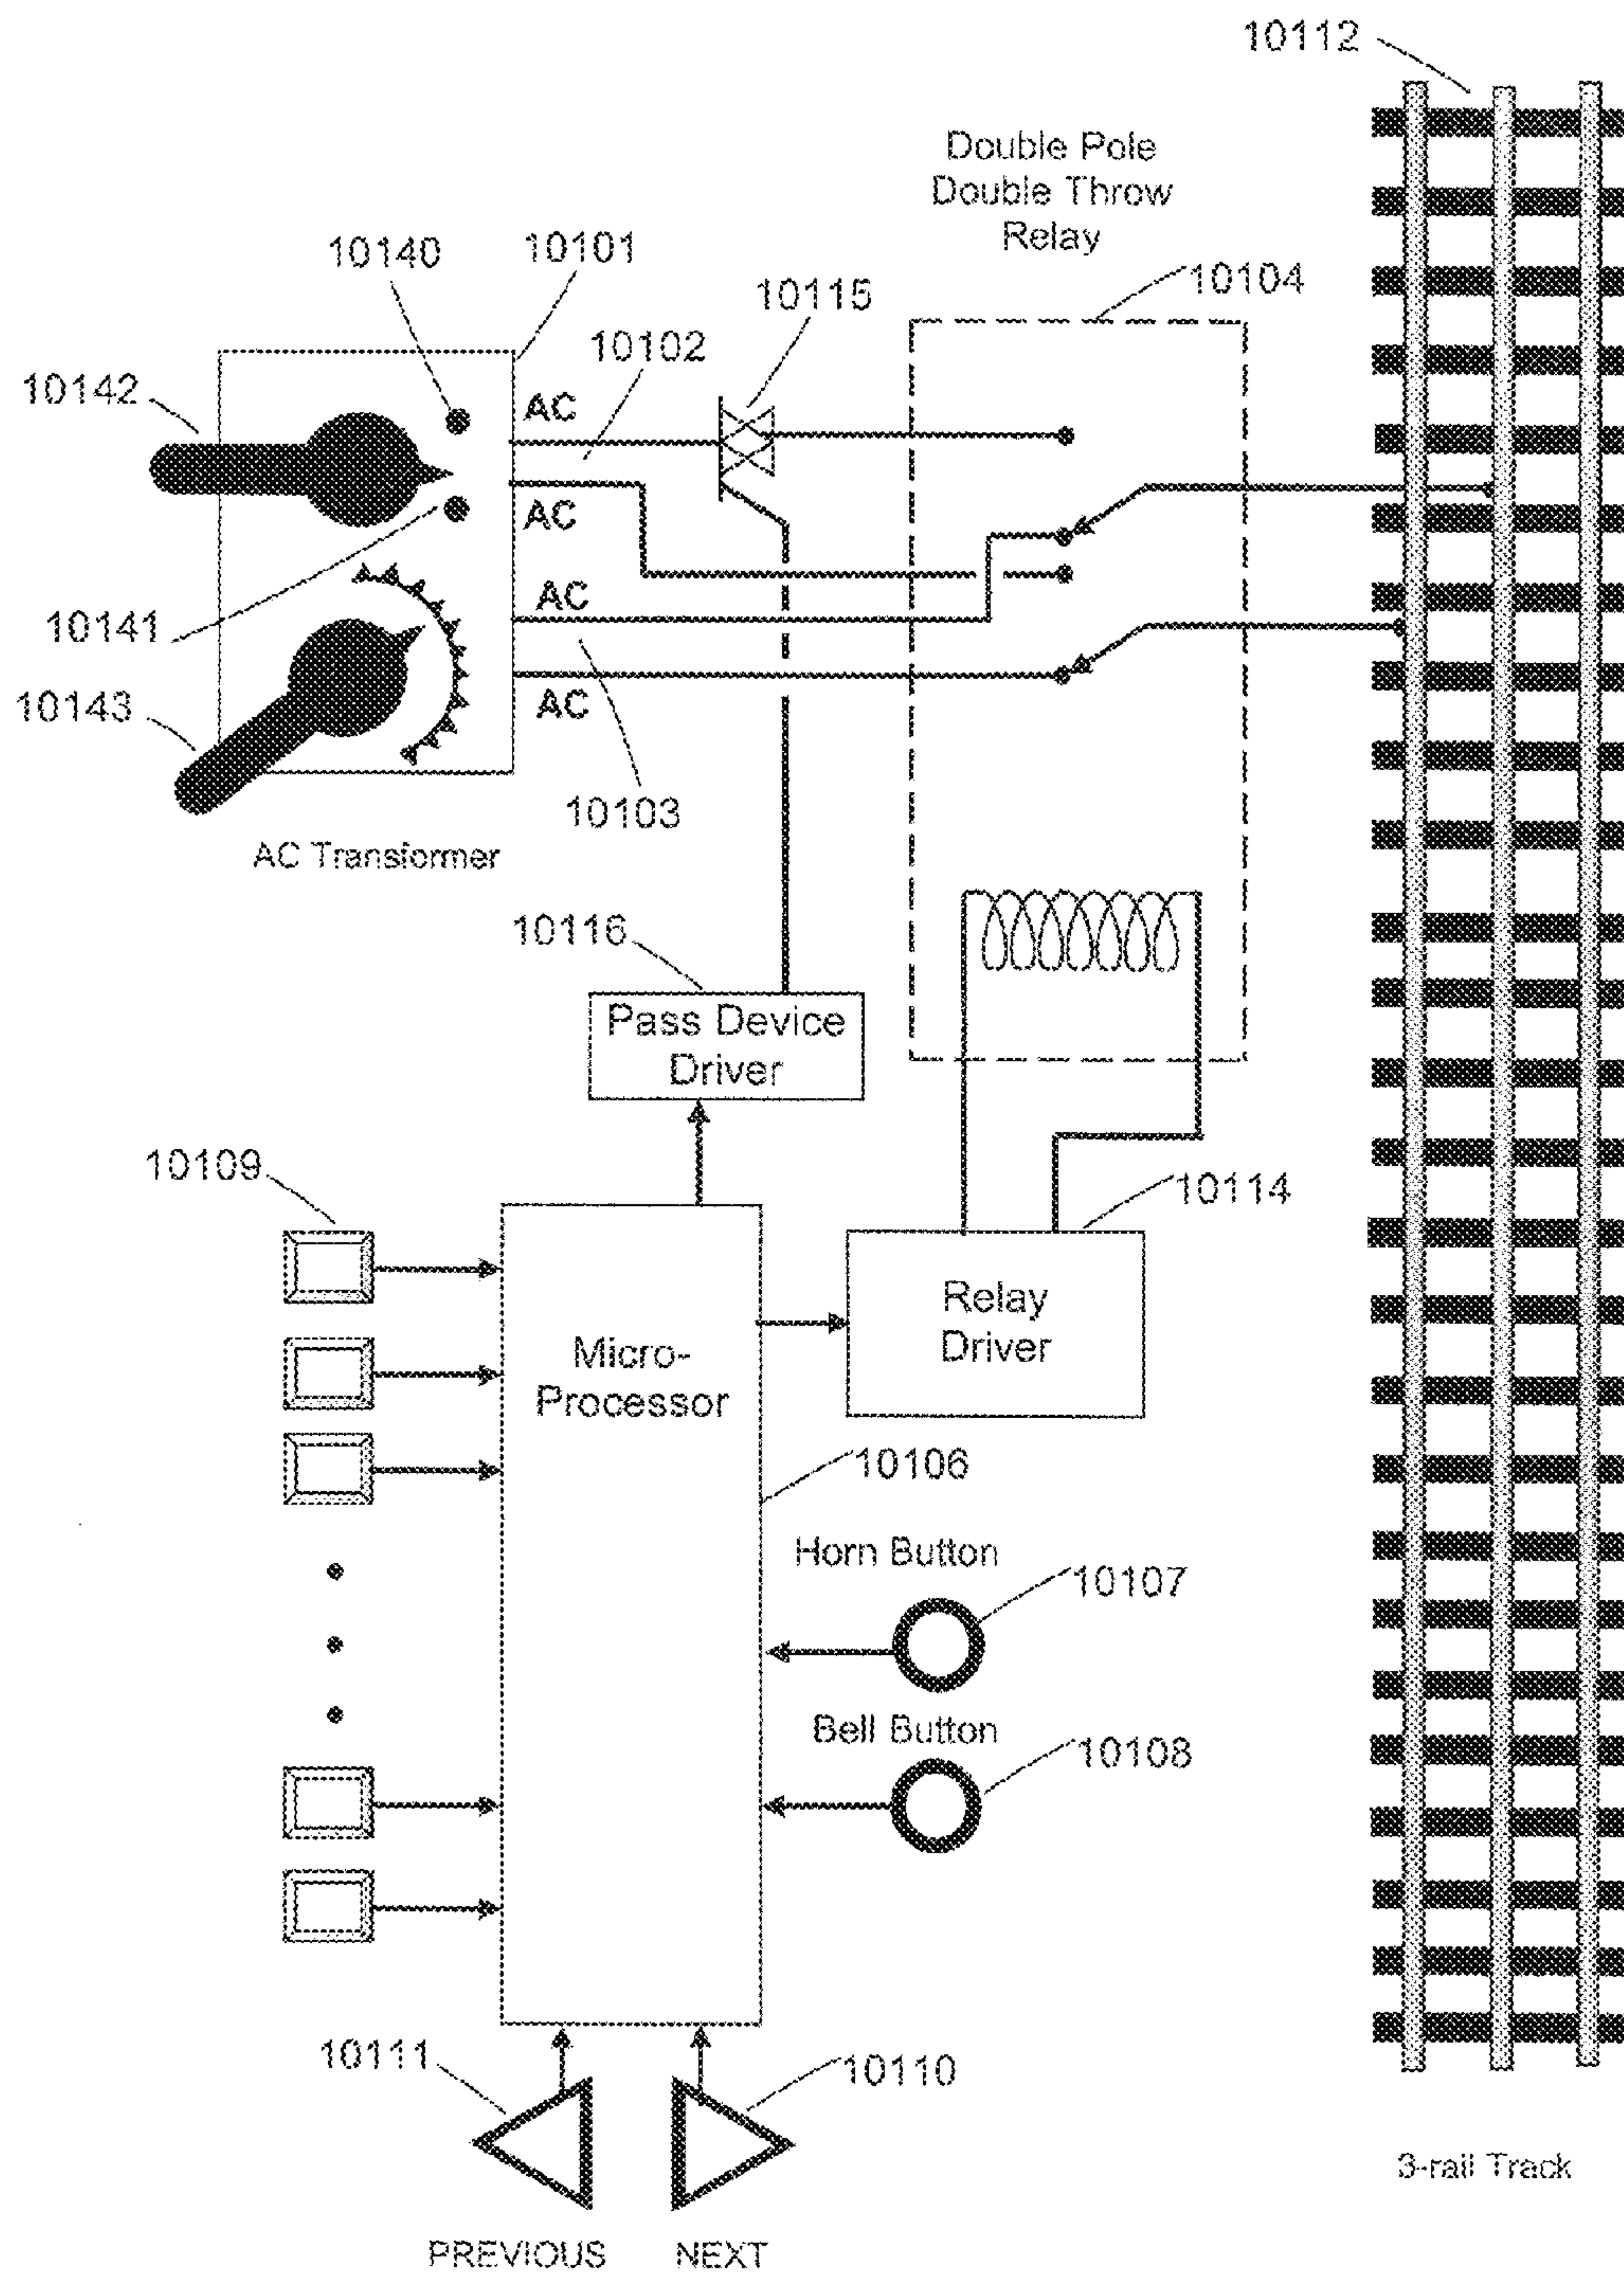 10112
Double Pole
Double Throw
Relay
10140
10101
10104
10115
10102
10142
AC
AC
AC
10141
10143
AC
10103
AC Transformer
10116
Pass Device
Driver
10109
10114
Relay
Driver
Micro-
Processor
10106
Horn Button
10107
Bell Button
10108
10111
10110
3-rail Track
PREVIOUS
NEXT